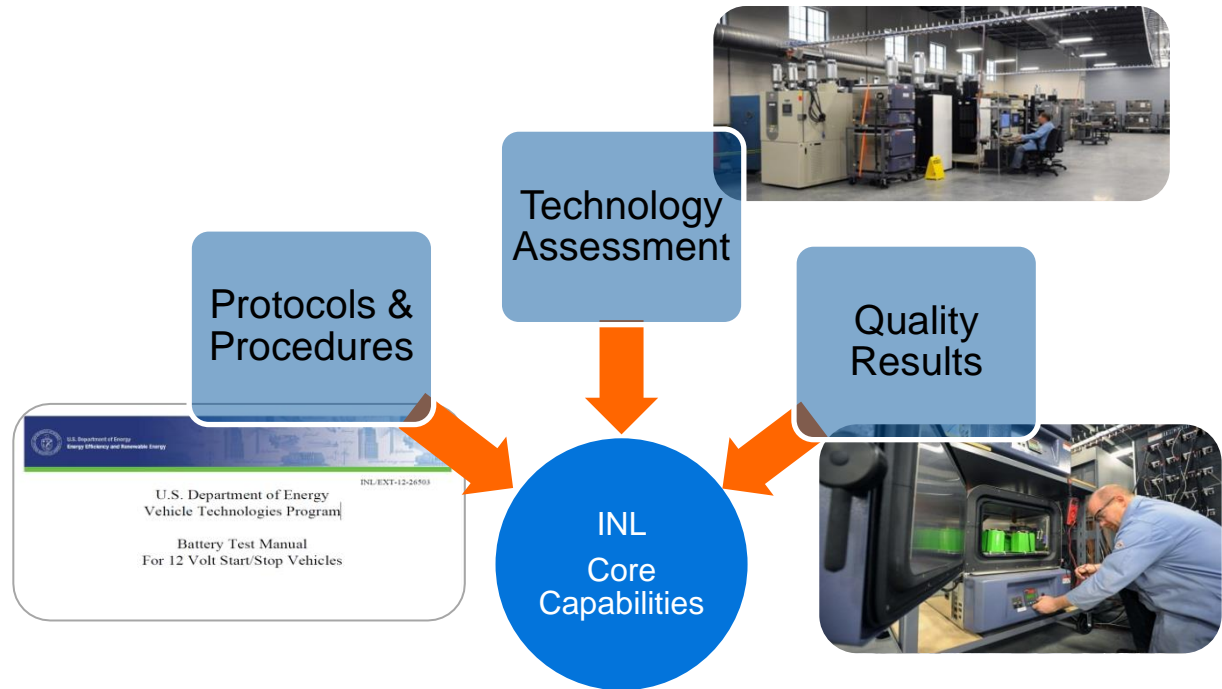 Technology
Assessment
Protocols &
Procedures
Quality
Results
U.S. Department of Energy
Energy Efficiency and Renewable Energy
INL/EXT-12-26503
U.S. Department of Energy
Vehicle Technologies Program
Battery Test Manual
For 12 Volt Start/Stop Vehicles
INL
Core
Capabilities